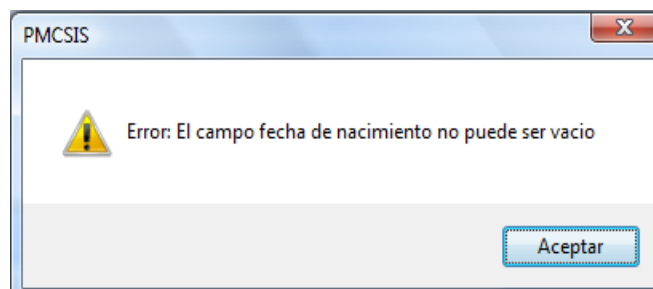 PMCSIS
Error: El campo fecha de nacimiento no puede ser vacio
Aceptar